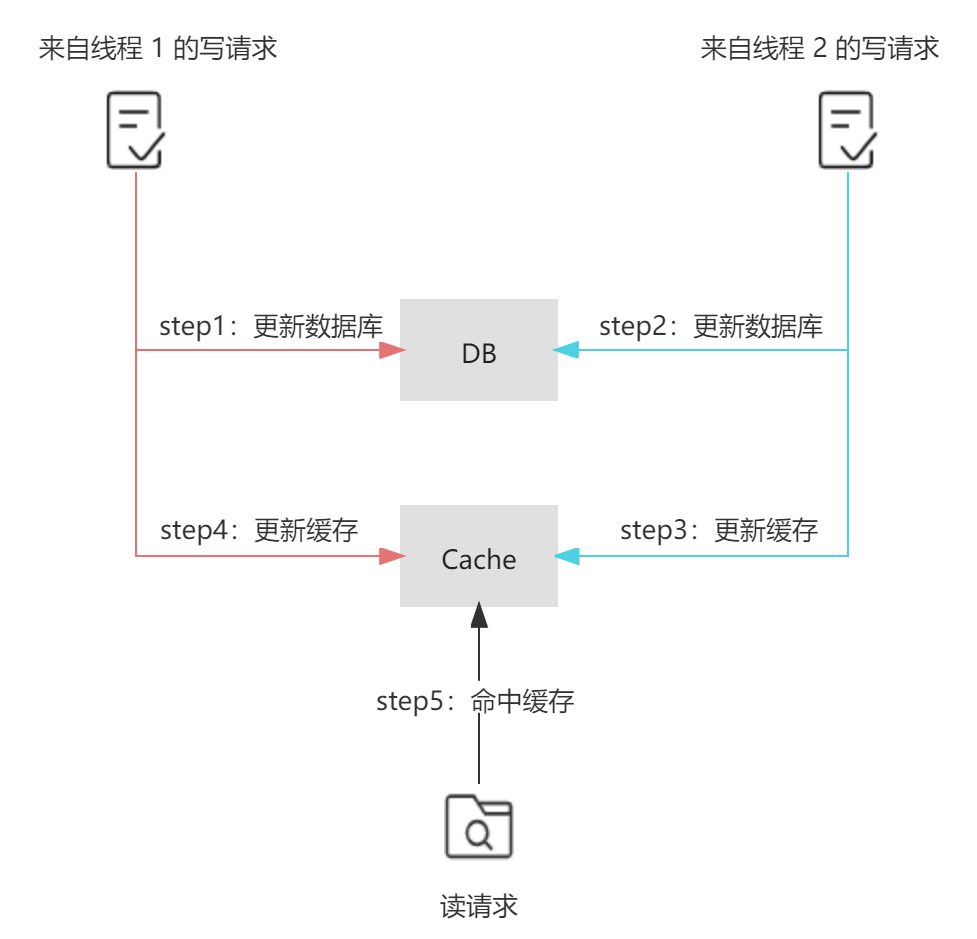 来自线程 1 的写请求
来自线程 2 的写请求
step1：更新数据库
step2：更新数据库
DB
step4：更新缓存
step3：更新缓存
Cache
step5：命中缓存
读请求